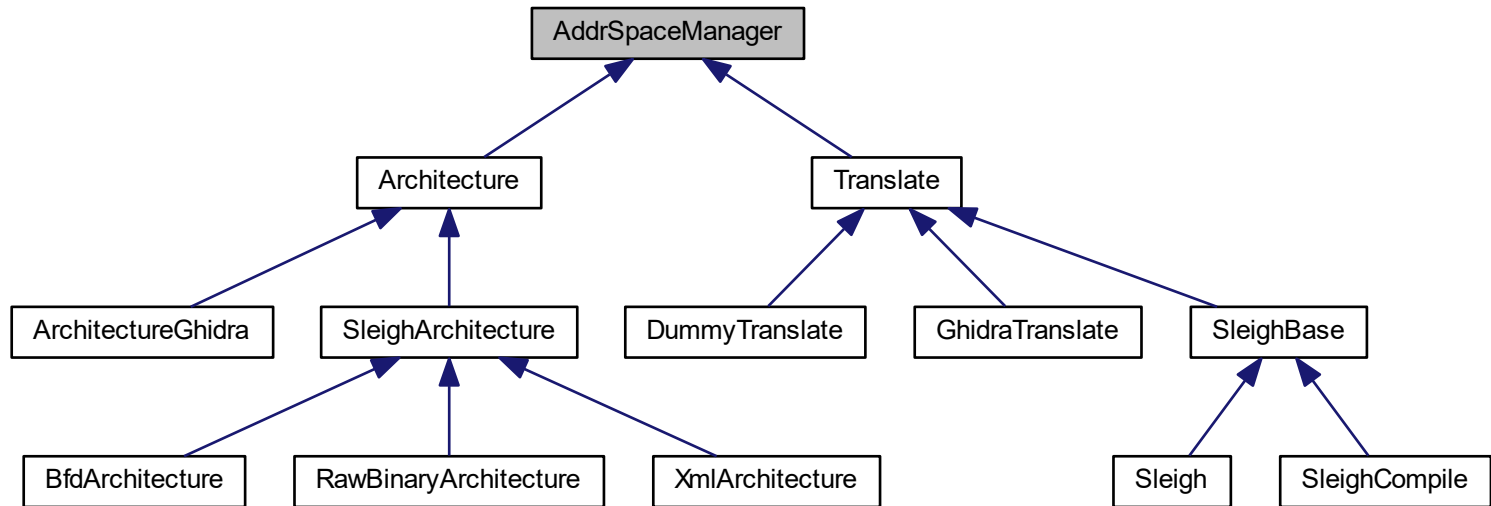 AddrSpaceManager
Architecture
Translate
ArchitectureGhidra
SleighArchitecture
DummyTranslate
GhidraTranslate
SleighBase
BfdArchitecture
RawBinaryArchitecture
XmlArchitecture
Sleigh
SleighCompile